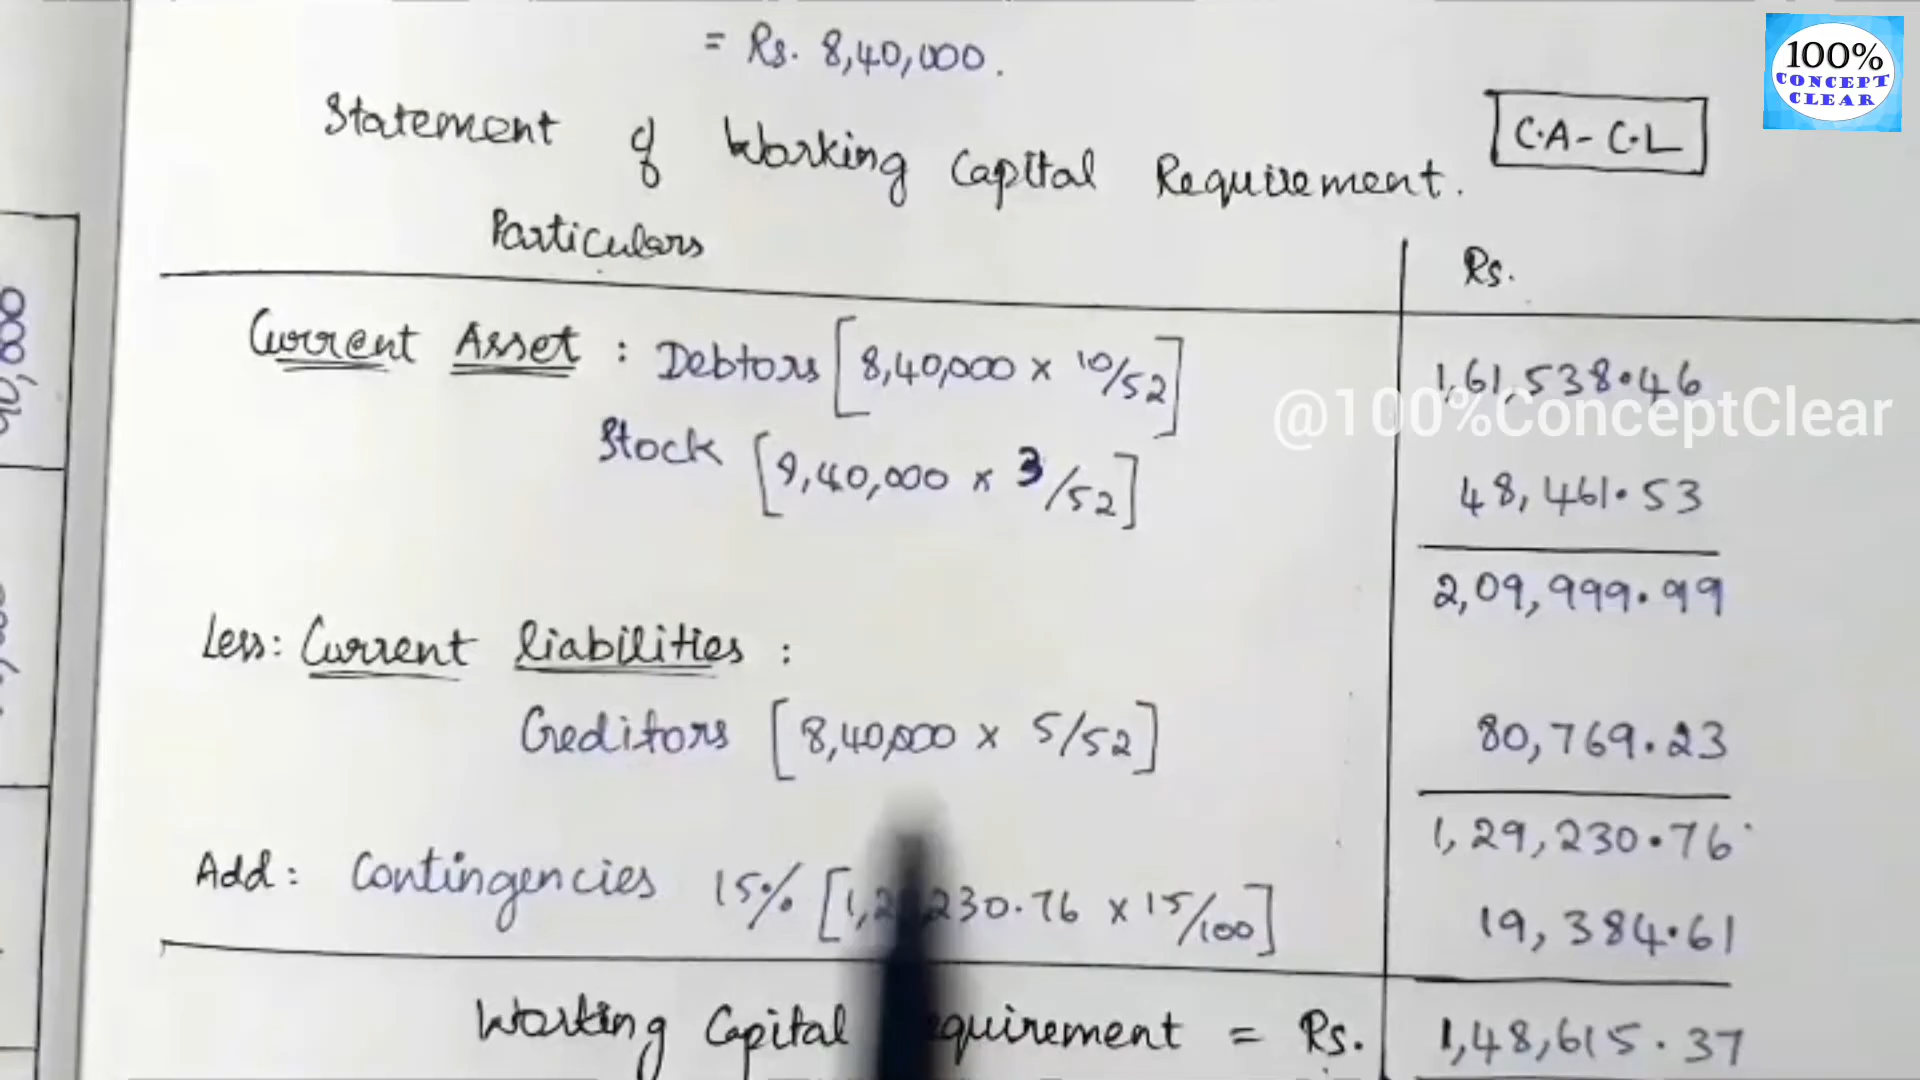 = Rs. 8,40,000.
100%
CONCEPT
CLEAR
C.A - C.L
Statement of Working Capital Requirement.
Particulars Rs.
Current Asset : Debtors [8,40,000 x 10/52] 1,61,538.46
@100%ConceptClear
Stock [8,40,000 x 3/52] 48,461.53
2,09,999.99
Less: Current liabilities :
Creditors [8,40,000 x 5/52] 80,769.23
1,29,230.76
Add: Contingencies 15% [1,2 230.76 x 15/100] 19,384.61
Working Capital quirement = Rs. 1,48,615.37